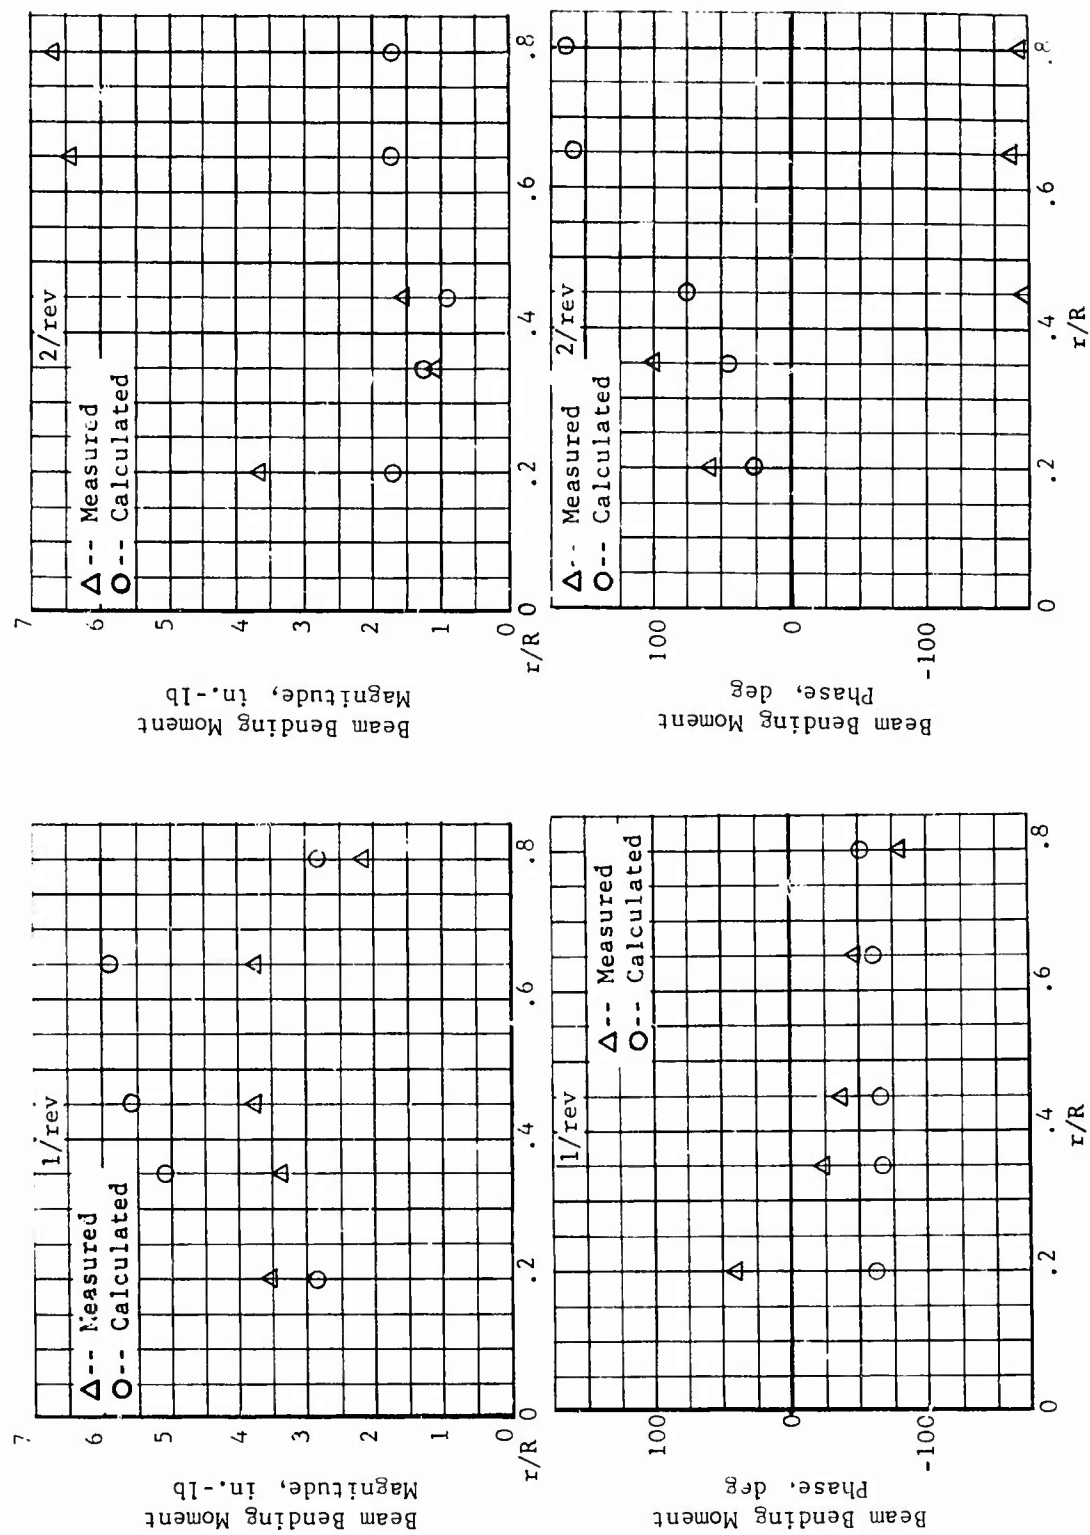 Beam Bending Moment
Magnitude, in.-lb
7
6
5
4
3
2
1
0
1/rev
Δ-- Measured
O-- Calculated
r/R
0
.2
.4
.6
.8
Beam Bending Moment
Phase, deg
100
0
-100
1/rev
Δ-- Measured
O-- Calculated
0
.2
.4
.6
.8
r/R
Beam Bending Moment
Magnitude, in.-lb
7
6
5
4
3
2
1
0
2/rev
Δ-- Measured
O-- Calculated
r/R
0
.2
.4
.6
.8
Beam Bending Moment
Phase, deg
100
0
-100
2/rev
Δ-- Measured
O-- Calculated
0
.2
.4
.6
.8
r/R